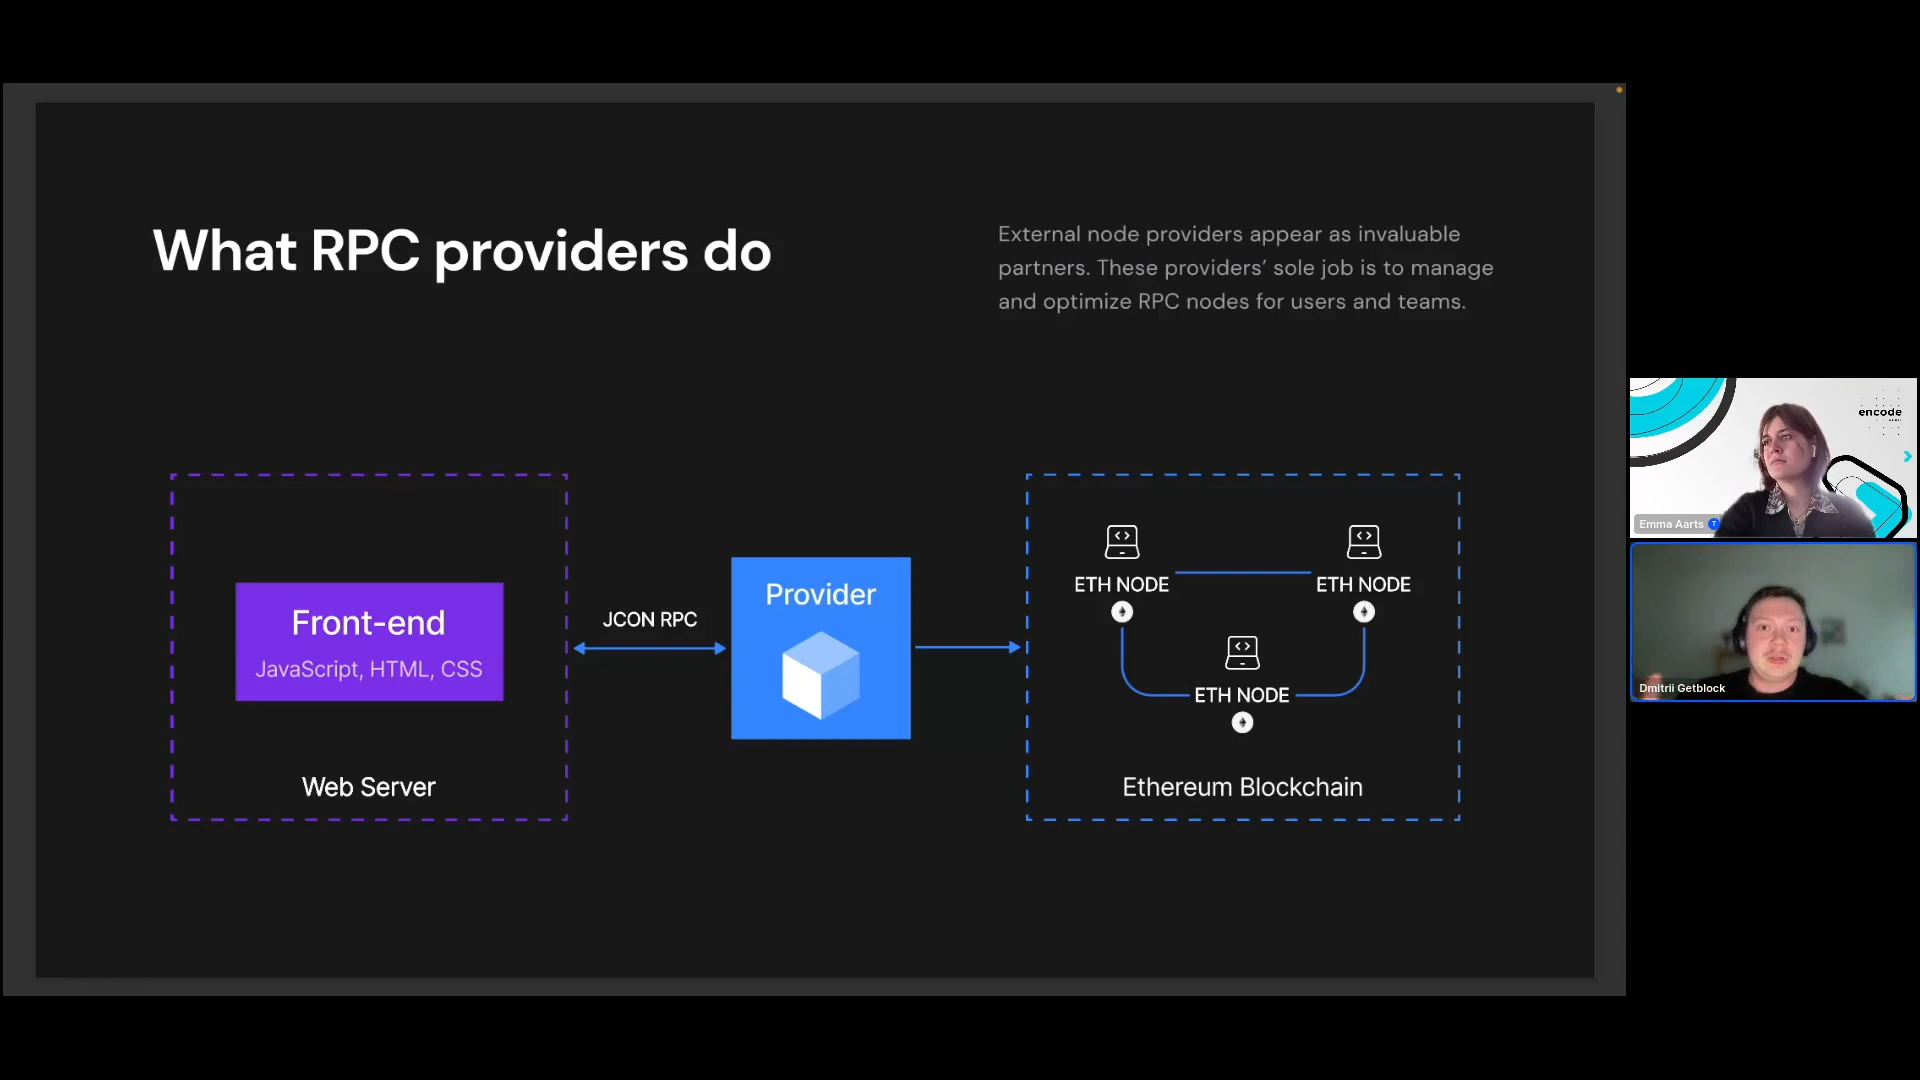 What RPC providers do
External node providers appear as invaluable
partners. These providers’ sole job is to manage
and optimize RPC nodes for users and teams.
Front-end
JavaScript, HTML, CSS
Web Server
JCON RPC
Provider
ETH NODE
ETH NODE
ETH NODE
Ethereum Blockchain
encode
Emma Aarts
Dmitrii Getblock